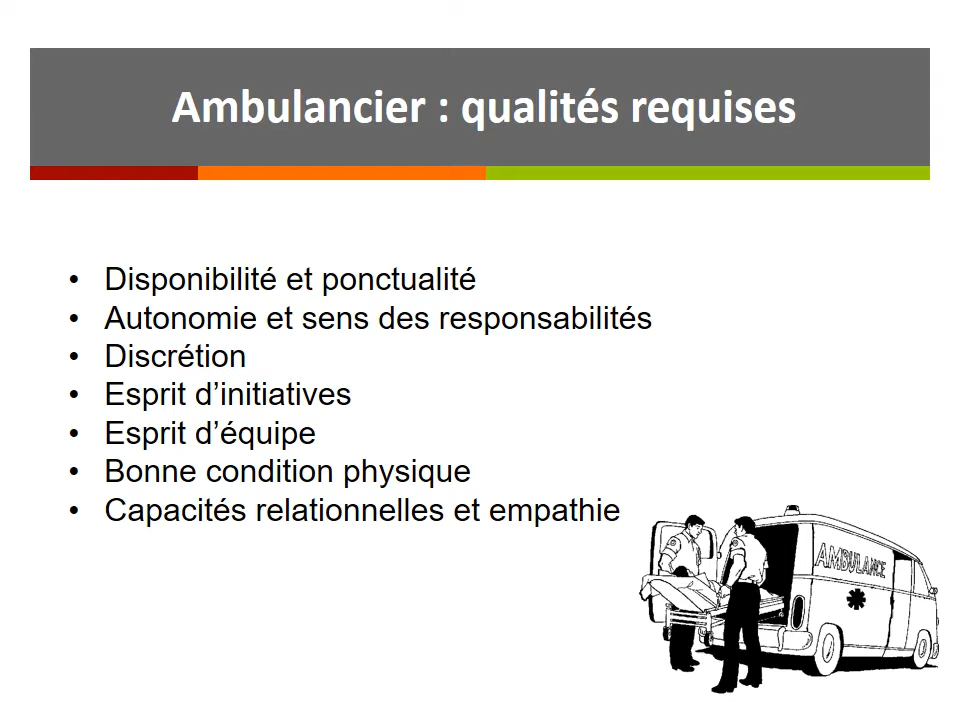 Ambulancier : qualités requises
• Disponibilité et ponctualité
• Autonomie et sens des responsabilités
• Discrétion
• Esprit d’initiatives
• Esprit d’équipe
• Bonne condition physique
• Capacités relationnelles et empathie
AMBULANCE